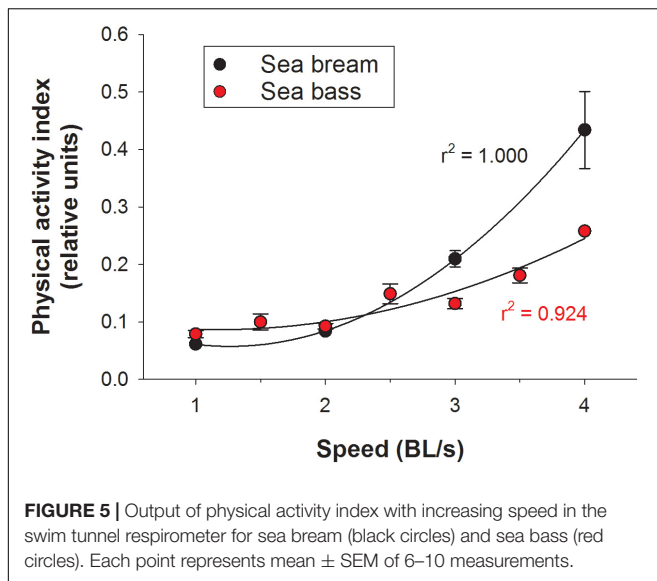 Physical activity index
(relative units)
0.6
0.5
0.4
0.3
0.2
0.1
0.0
Sea bream
Sea bass
r² = 1.000
r² = 0.924
1
2
3
4
Speed (BL/s)
FIGURE 5 | Output of physical activity index with increasing speed in the
swim tunnel respirometer for sea bream (black circles) and sea bass (red
circles). Each point represents mean ± SEM of 6–10 measurements.